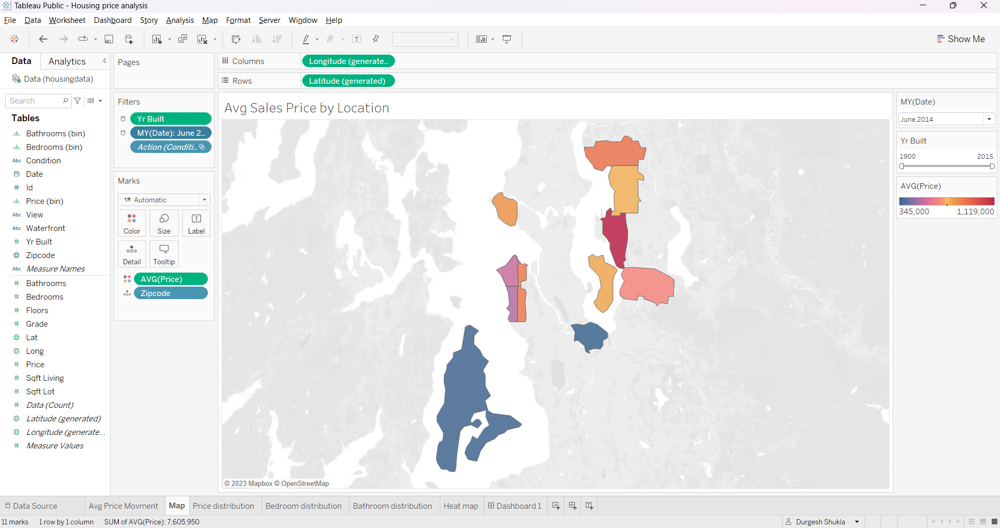 Tableau Public - Housing price analysis
File Data Worksheet Dashboard Story Analysis Map Format Server Window Help
Show Me
Data Analytics
Data (housingdata)
Search
Tables
Abc Bathrooms (bin)
Bedrooms (bin)
Abc Condition
Date
# Id
Price (bin)
Abc View
Abc Waterfront
# Yr Built
Zipcode
Abc Measure Names
# Bathrooms
# Bedrooms
# Floors
# Grade
Lat
Long
# Price
# Sqft Living
# Sqft Lot
# Data (Count)
Latitude (generated)
Longitude (generate...
# Measure Values
Pages
Filters
Yr Built
MY(Date): June 2..
Action (Conditi..
Marks
Automatic
Color Size Label
Detail Tooltip
AVG(Price)
Zipcode
Columns Longitude (generate..
Rows Latitude (generated)
Avg Sales Price by Location
© 2023 Mapbox © OpenStreetMap
MY(Date)
June 2014
Yr Built
1900 2015
AVG(Price)
345,000 1,119,000
Data Source Avg Price Movment Map Price distribution Bedroom distribution Bathroom distribution Heat map Dashboard 1
11 marks 1 row by 1 column SUM of AVG(Price): 7,605,950
Durgesh Shukla